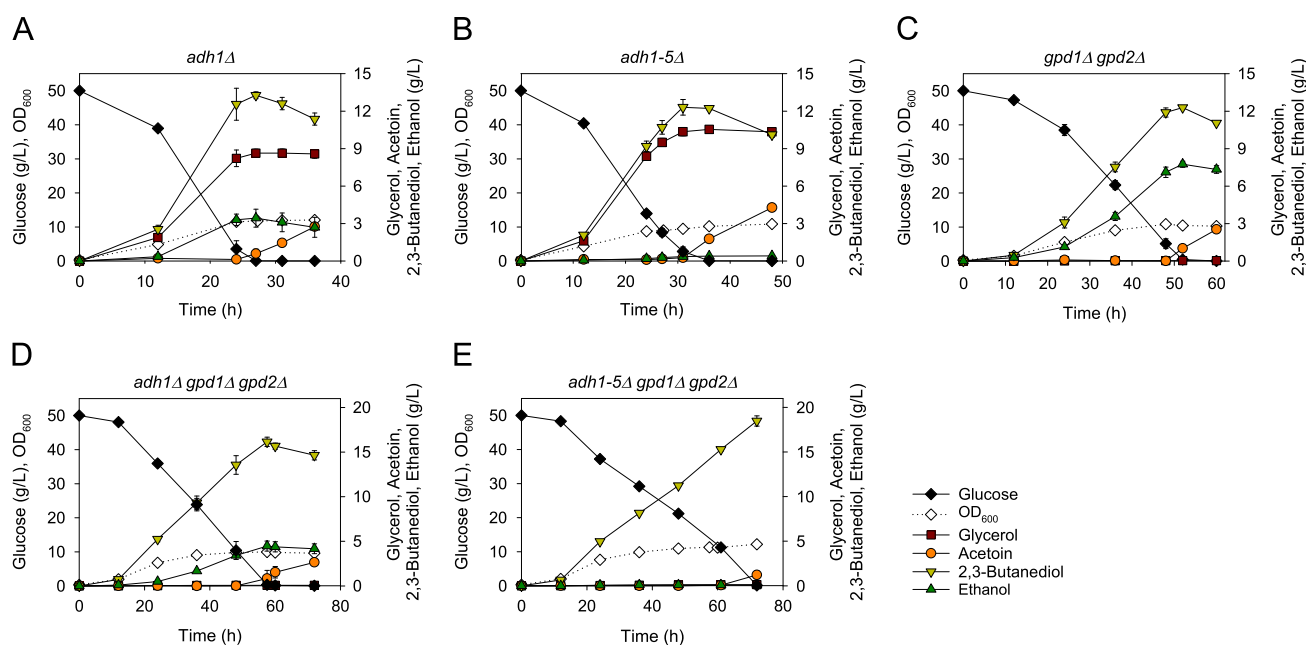 A
adh1Δ
Glucose (g/L), OD600
50
40
30
20
10
0
15
12
9
6
3
0
Glycerol, Acetoin,
2,3-Butanediol, Ethanol (g/L)
0 10 20 30 40
Time (h)
B
adh1-5Δ
Glucose (g/L), OD600
50
40
30
20
10
0
15
12
9
6
3
0
Glycerol, Acetoin,
2,3-Butanediol, Ethanol (g/L)
0 10 20 30 40 50
Time (h)
C
gpd1Δ gpd2Δ
Glucose (g/L), OD600
50
40
30
20
10
0
15
12
9
6
3
0
Glycerol, Acetoin,
2,3-Butanediol, Ethanol (g/L)
0 10 20 30 40 50 60
Time (h)
D
adh1Δ gpd1Δ gpd2Δ
Glucose (g/L), OD600
50
40
30
20
10
0
20
15
10
5
0
Glycerol, Acetoin,
2,3-Butanediol, Ethanol (g/L)
0 20 40 60 80
Time (h)
E
adh1-5Δ gpd1Δ gpd2Δ
Glucose (g/L), OD600
50
40
30
20
10
0
20
15
10
5
0
Glycerol, Acetoin,
2,3-Butanediol, Ethanol (g/L)
0 20 40 60 80
Time (h)
Glucose
OD600
Glycerol
Acetoin
2,3-Butanediol
Ethanol